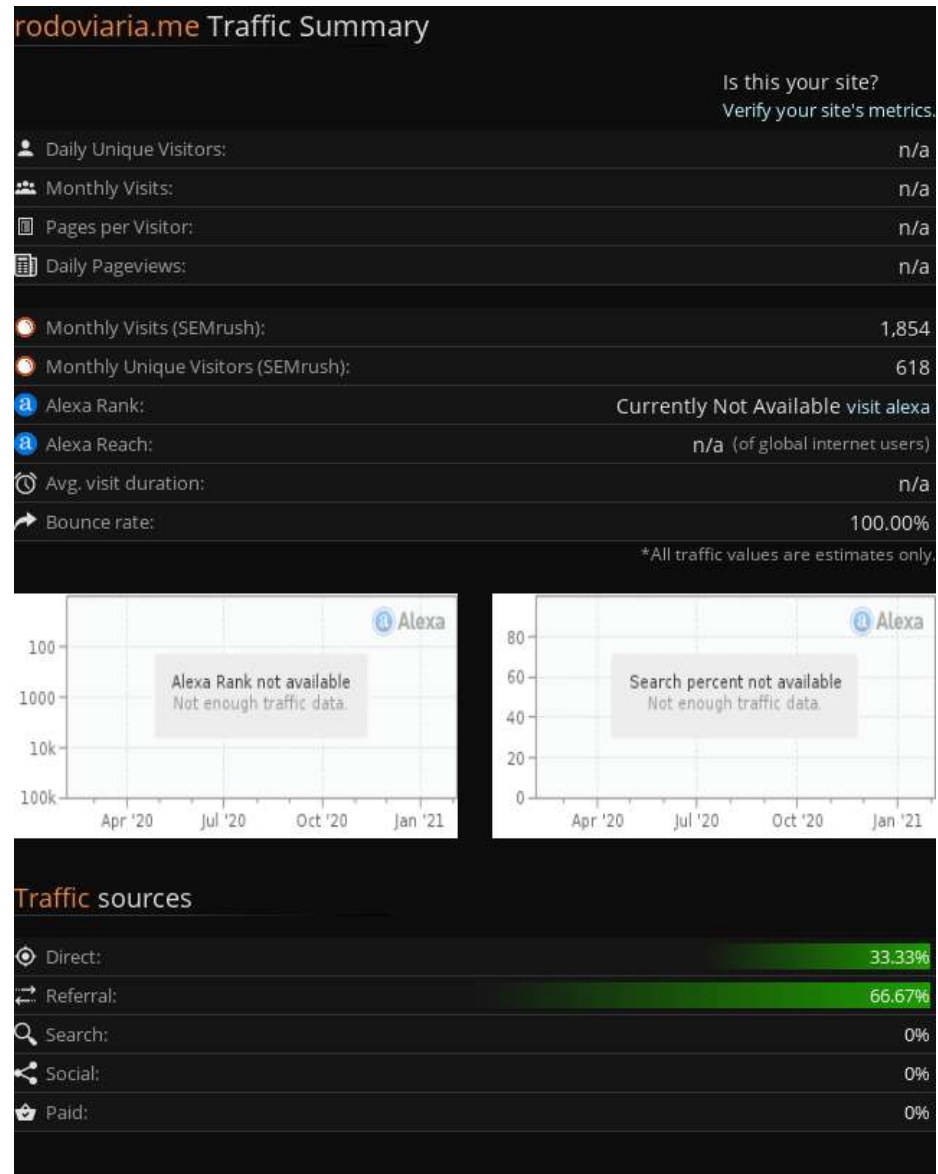 rodoviaria.me Traffic Summary
Is this your site?
Verify your site's metrics.
Daily Unique Visitors: n/a
Monthly Visits: n/a
Pages per Visitor: n/a
Daily Pageviews: n/a
Monthly Visits (SEMrush): 1,854
Monthly Unique Visitors (SEMrush): 618
a Alexa Rank: Currently Not Available visit alexa
a Alexa Reach: n/a (of global internet users)
Avg. visit duration: n/a
Bounce rate: 100.00%
*All traffic values are estimates only.
a Alexa
100
1000
10k
100k
Alexa Rank not available
Not enough traffic data.
Apr '20 Jul '20 Oct '20 Jan '21
a Alexa
80
60
40
20
0
Search percent not available
Not enough traffic data.
Apr '20 Jul '20 Oct '20 Jan '21
Traffic sources
Direct: 33.33%
Referral: 66.67%
Search: 0%
Social: 0%
Paid: 0%